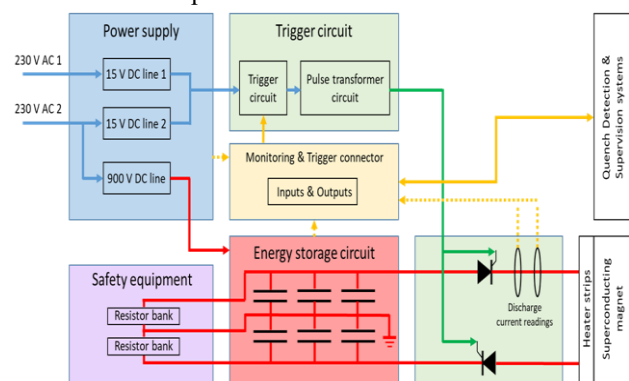 Power supply
Trigger circuit
230 V AC 1
15 V DC line 1
230 V AC 2
15 V DC line 2
900 V DC line
Trigger
circuit
Pulse transformer
circuit
Monitoring & Trigger connector
Inputs & Outputs
Quench Detection &
Supervision systems
Energy storage circuit
Safety equipment
Resistor bank
Resistor bank
Discharge
current readings
Heater strips
Superconducting
magnet